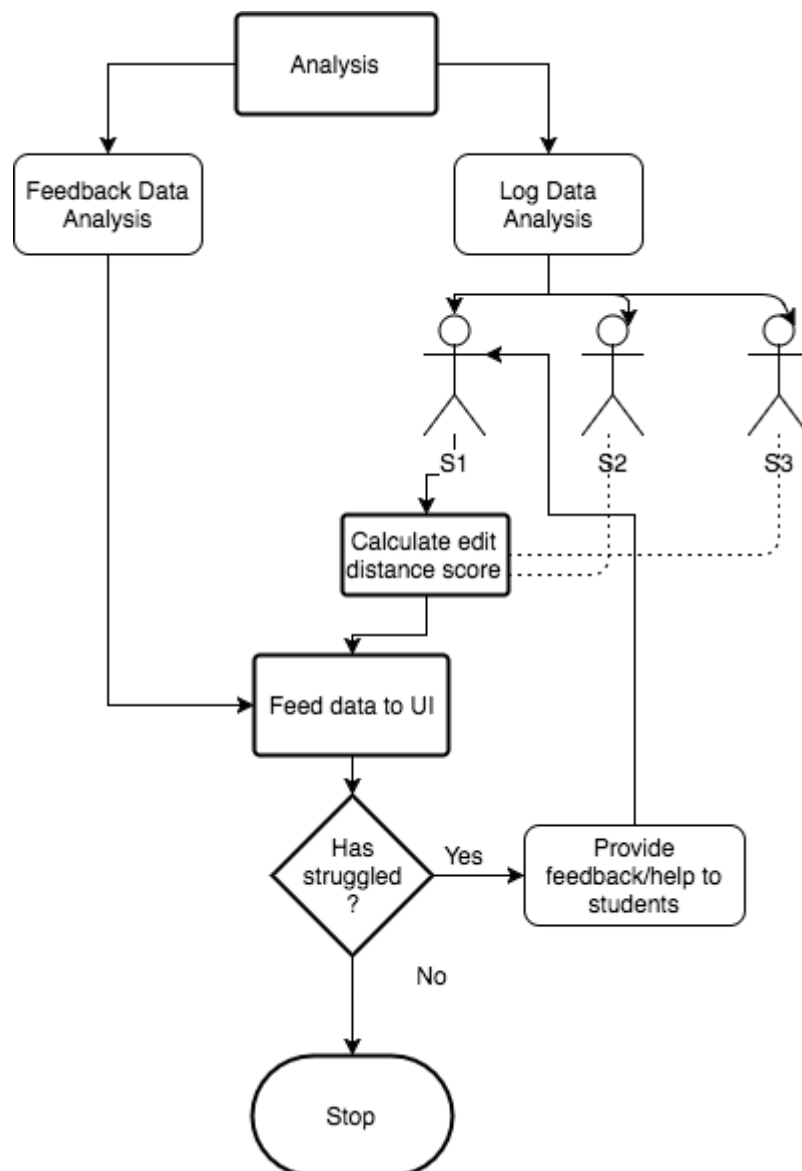 Analysis
Feedback Data
Analysis
Log Data
Analysis
S1
S2
S3
Calculate edit
distance score
Feed data to UI
Has
struggled
?
Yes
Provide
feedback/help to
students
No
Stop